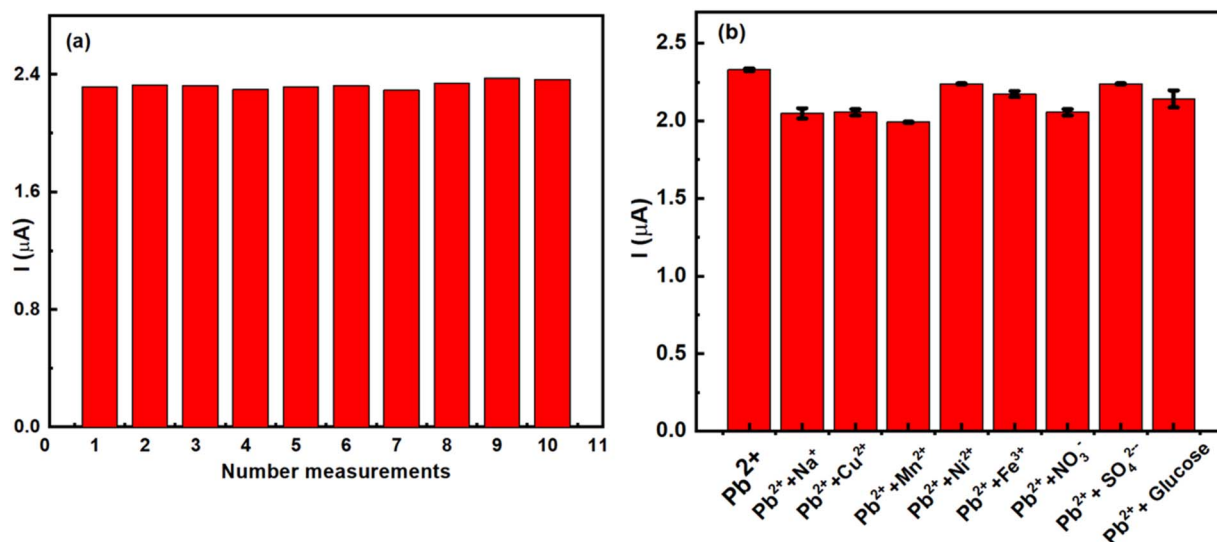 (a)
2.4
1.6
0.8
0.0
I (μA)
0 1 2 3 4 5 6 7 8 9 10 11
Number measurements
(b)
2.5
2.0
1.5
1.0
0.5
0.0
I (μA)
Pb²⁺
Pb²⁺ +Na⁺
Pb²⁺ +Cu²⁺
Pb²⁺ +Mn²⁺
Pb²⁺ +Ni²⁺
Pb²⁺ +Fe³⁺
Pb²⁺ +NO₃⁻
Pb²⁺ + SO₄²⁻
Pb²⁺ + Glucose